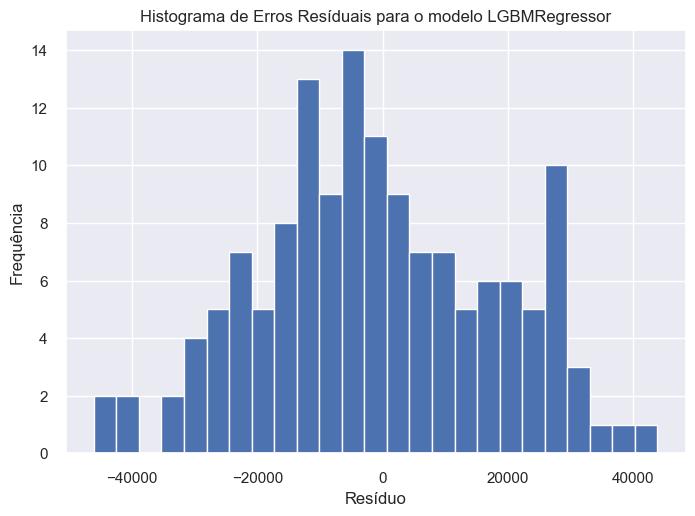 Histograma de Erros Resíduais para o modelo LGBMRegressor
14
12
10
8
6
4
2
0
Frequência
−40000 −20000 0 20000 40000
Resíduo